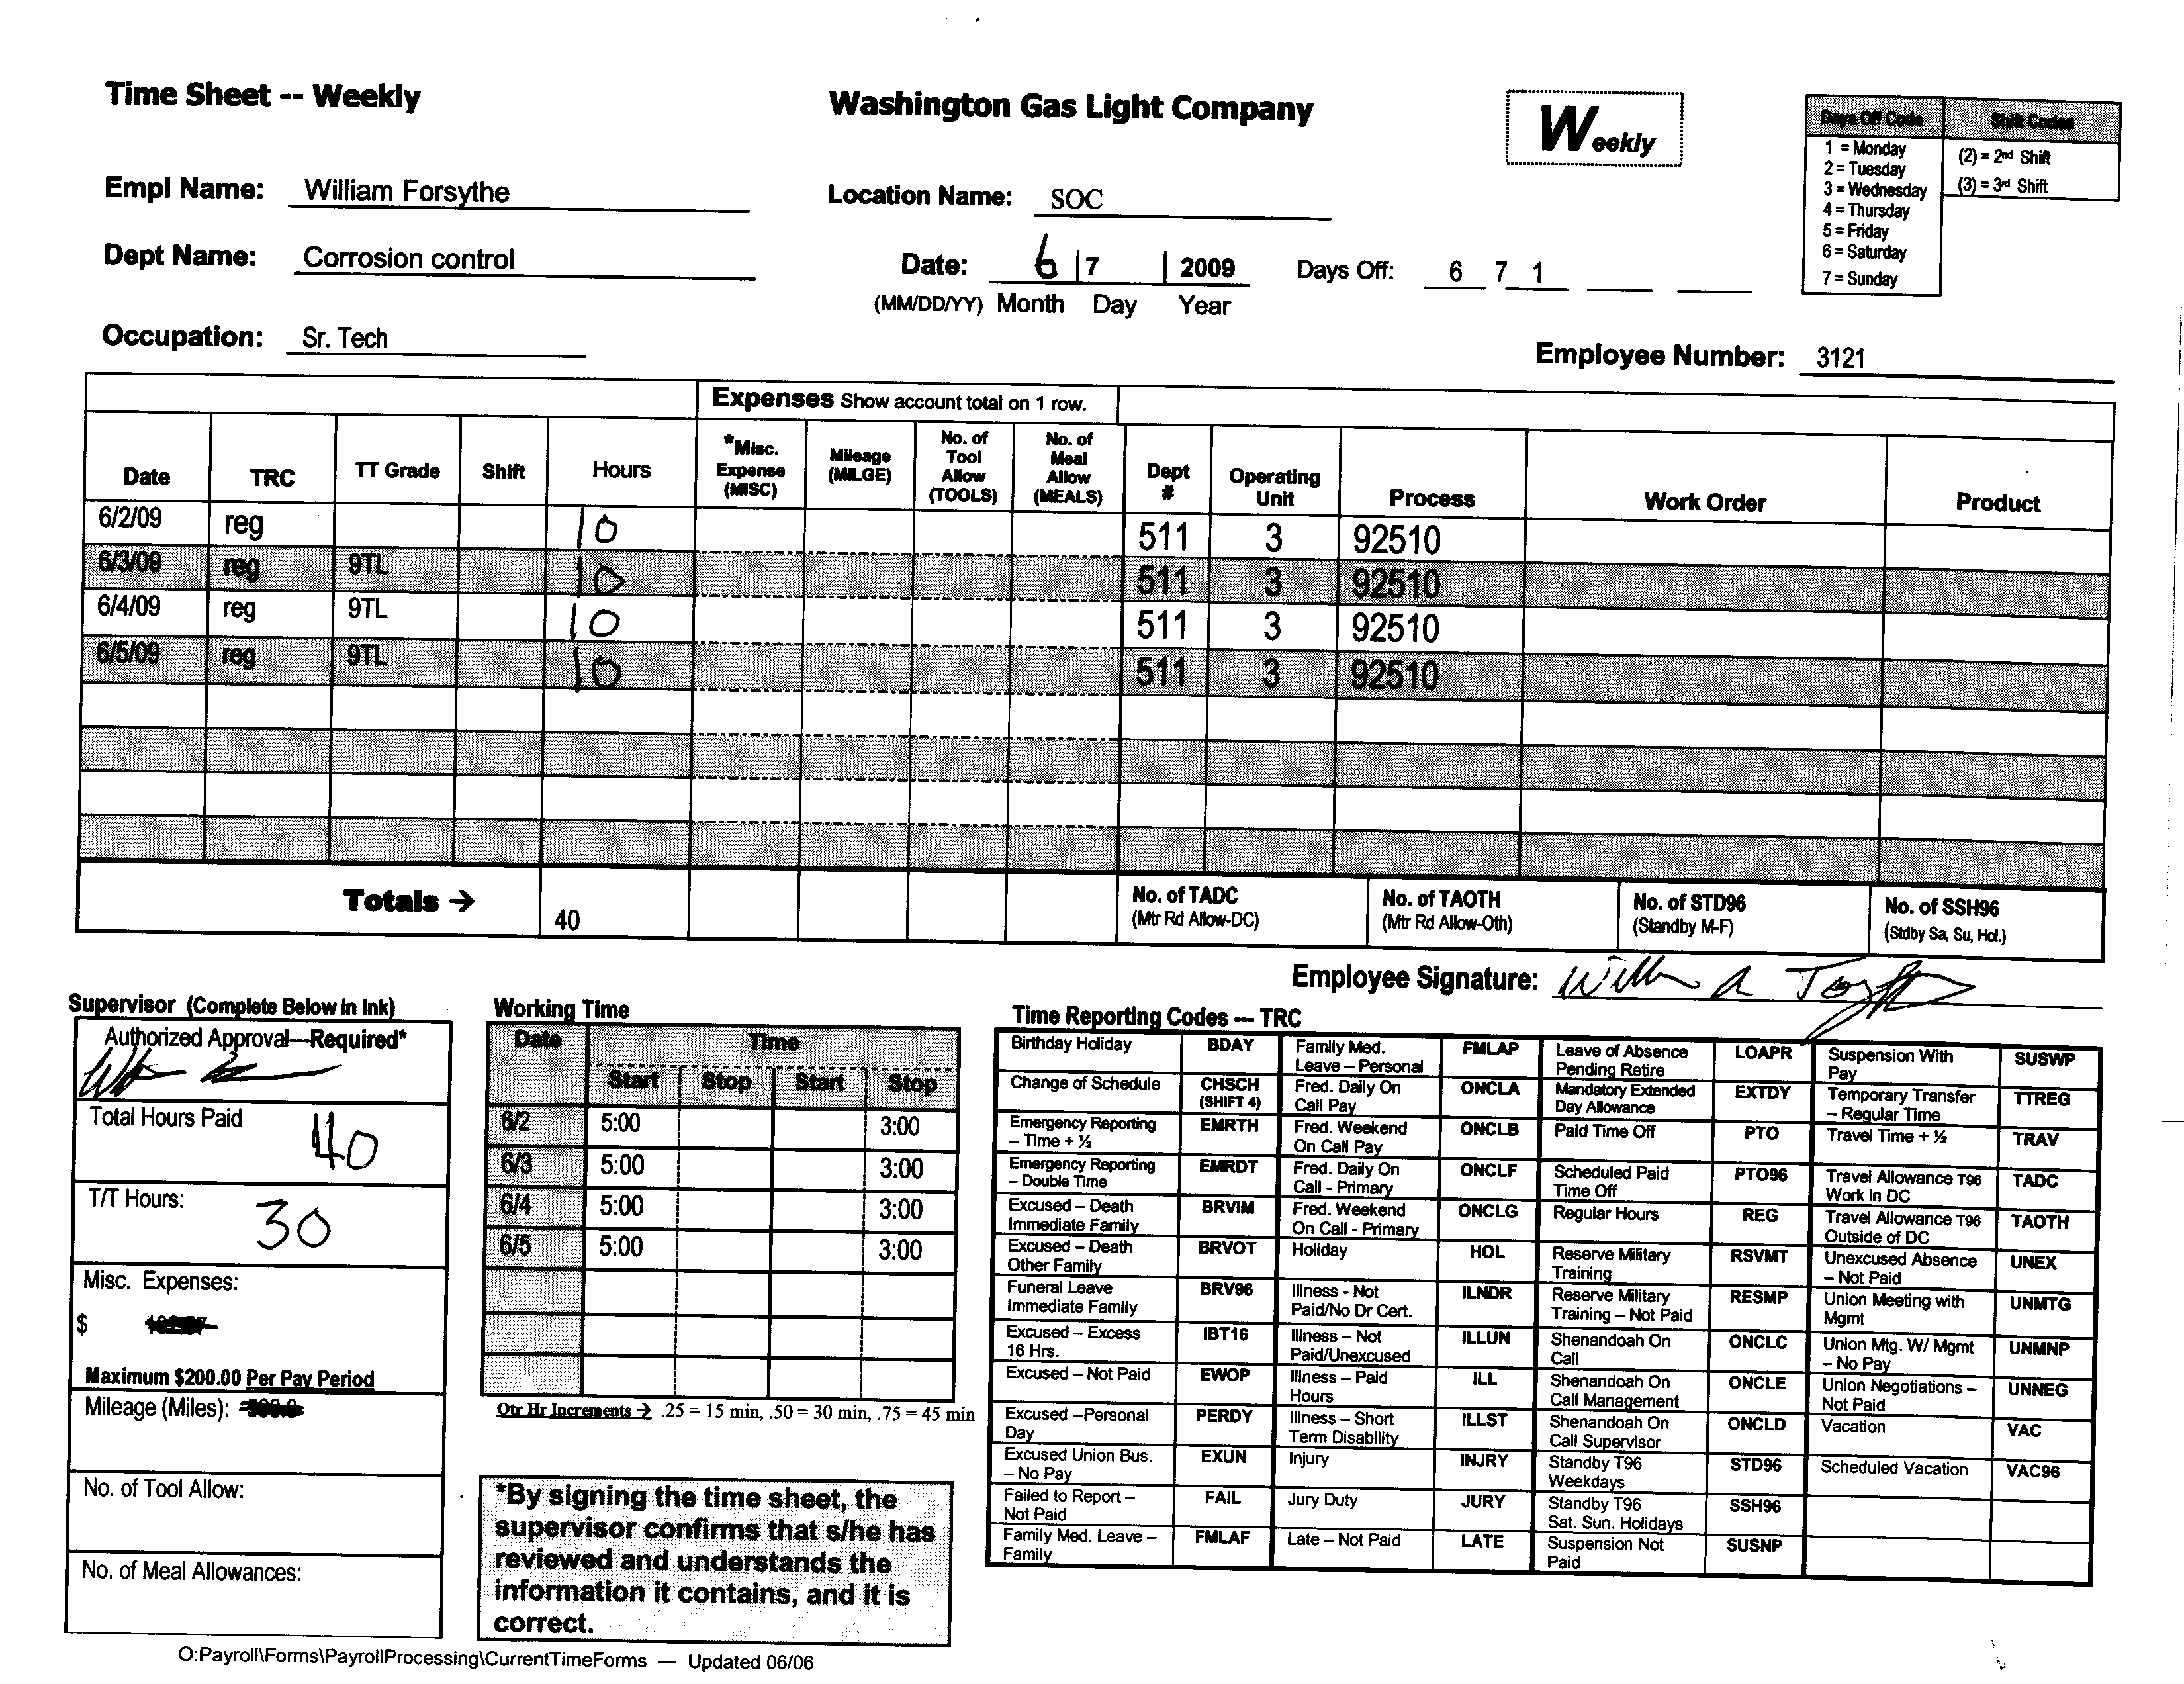 Time Sheet -- Weekly
Washington Gas Light Company
Weekly
Days Off Code Shift Codes
1 = Monday (2) = 2nd Shift
2 = Tuesday
3 = Wednesday (3) = 3rd Shift
4 = Thursday
5 = Friday
6 = Saturday
7 = Sunday
Empl Name: William Forsythe
Location Name: SOC
Dept Name: Corrosion control
Date: 6 | 7 | 2009 Days Off: 6 7 1
(MM/DD/YY) Month Day Year
Occupation: Sr. Tech
Employee Number: 3121
Expenses Show account total on 1 row.
Date TRC TT Grade Shift Hours *Misc. Expense (MISC) Mileage (MILGE) No. of Tool Allow (TOOLS) No. of Meal Allow (MEALS) Dept # Operating Unit Process Work Order Product
6/2/09 reg 10 511 3 92510
6/3/09 reg 9TL 10 511 3 92510
6/4/09 reg 9TL 10 511 3 92510
6/5/09 reg 9TL 10 511 3 92510
Totals → 40
No. of TADC No. of TAOTH No. of STD96 No. of SSH96
(Mtr Rd Allow-DC) (Mtr Rd Allow-Oth) (Standby M-F) (Stdby Sa, Su, Hol.)
Employee Signature:
Supervisor (Complete Below in Ink)
Authorized Approval---Required*
Total Hours Paid 40
T/T Hours: 30
Misc. Expenses:
$
Maximum $200.00 Per Pay Period
Mileage (Miles):
No. of Tool Allow:
No. of Meal Allowances:
Working Time
Date Time
Start Stop Start Stop
6/2 5:00 3:00
6/3 5:00 3:00
6/4 5:00 3:00
6/5 5:00 3:00
Qtr Hr Increments → .25 = 15 min, .50 = 30 min, .75 = 45 min
*By signing the time sheet, the
supervisor confirms that s/he has
reviewed and understands the
information it contains, and it is
correct.
Time Reporting Codes --- TRC
Birthday Holiday BDAY Family Med. Leave – Personal FMLAP Leave of Absence Pending Retire LOAPR Suspension With Pay SUSWP
Change of Schedule CHSCH (SHIFT 4) Fred. Daily On Call Pay ONCLA Mandatory Extended Day Allowance EXTDY Temporary Transfer – Regular Time TTREG
Emergency Reporting – Time + ½ EMRTH Fred. Weekend On Call Pay ONCLB Paid Time Off PTO Travel Time + ½ TRAV
Emergency Reporting – Double Time EMRDT Fred. Daily On Call - Primary ONCLF Scheduled Paid Time Off PTO96 Travel Allowance T96 Work in DC TADC
Excused – Death Immediate Family BRVIM Fred. Weekend On Call - Primary ONCLG Regular Hours REG Travel Allowance T96 Outside of DC TAOTH
Excused – Death Other Family BRVOT Holiday HOL Reserve Military Training RSVMT Unexcused Absence – Not Paid UNEX
Funeral Leave Immediate Family BRV96 Illness - Not Paid/No Dr Cert. ILNDR Reserve Military Training – Not Paid RESMP Union Meeting with Mgmt UNMTG
Excused – Excess 16 Hrs. IBT16 Illness – Not Paid/Unexcused ILLUN Shenandoah On Call ONCLC Union Mtg. W/ Mgmt – No Pay UNMNP
Excused – Not Paid EWOP Illness – Paid Hours ILL Shenandoah On Call Management ONCLE Union Negotiations – Not Paid UNNEG
Excused –Personal Day PERDY Illness – Short Term Disability ILLST Shenandoah On Call Supervisor ONCLD Vacation VAC
Excused Union Bus. – No Pay EXUN Injury INJRY Standby T96 Weekdays STD96 Scheduled Vacation VAC96
Failed to Report – Not Paid FAIL Jury Duty JURY Standby T96 Sat. Sun. Holidays SSH96
Family Med. Leave – Family FMLAF Late – Not Paid LATE Suspension Not Paid SUSNP
O:Payroll\Forms\PayrollProcessing\CurrentTimeForms — Updated 06/06